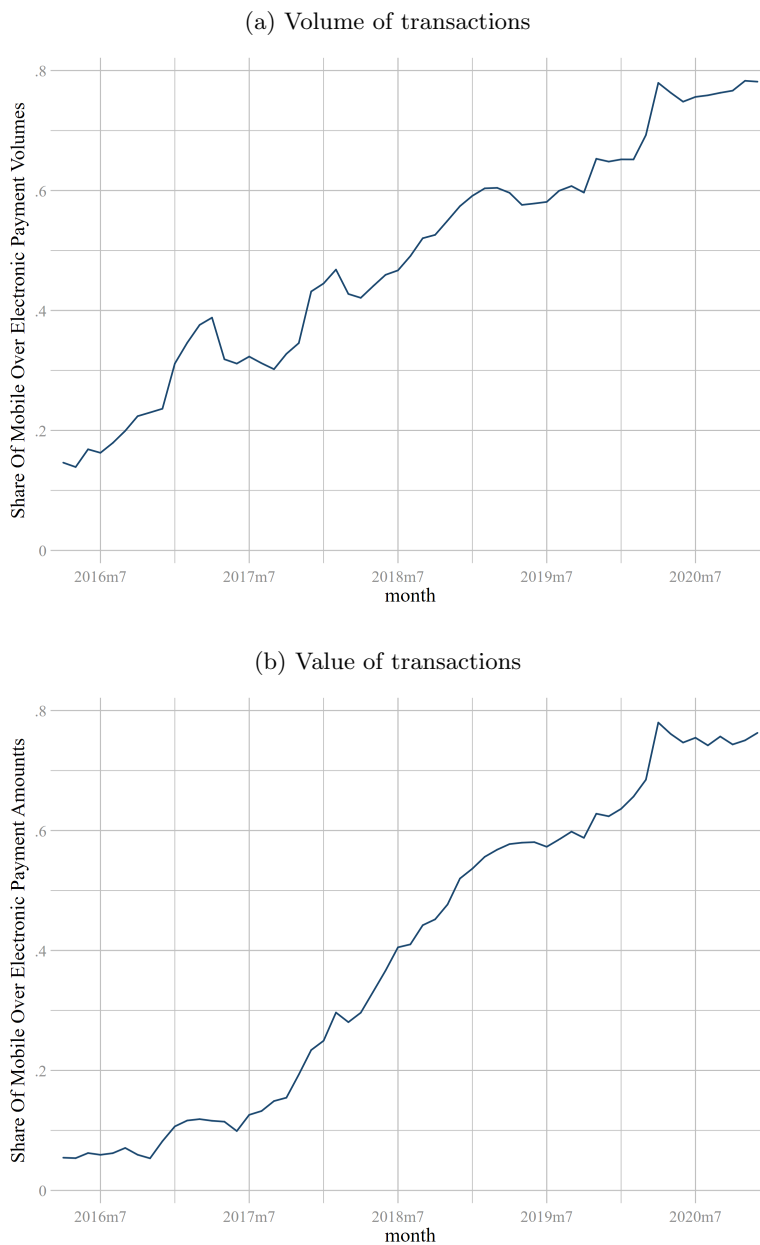 (a) Volume of transactions
Share Of Mobile Over Electronic Payment Volumes
.8
.6
.4
.2
0
2016m7 2017m7 2018m7 2019m7 2020m7
month
(b) Value of transactions
Share Of Mobile Over Electronic Payment Amountts
.8
.6
.4
.2
0
2016m7 2017m7 2018m7 2019m7 2020m7
month